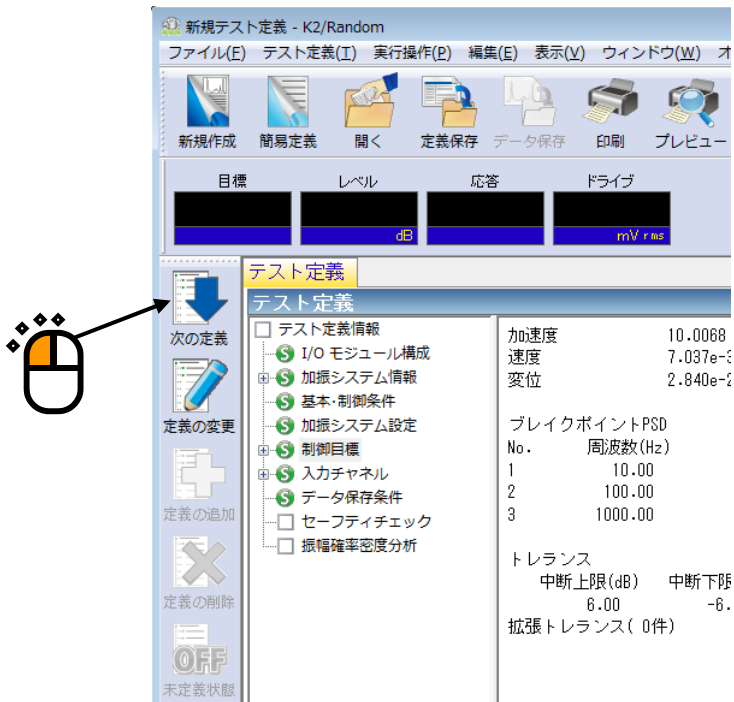 新規テスト定義 - K2/Random
ファイル(F) テスト定義(T) 実行操作(P) 編集(E) 表示(V) ウィンドウ(W)
新規作成 簡易定義 開く 定義保存 データ保存 印刷 プレビュー
目標 レベル 応答 ドライブ
dB mV rms
テスト定義
テスト定義
次の定義
定義の変更
定義の追加
定義の削除
OFF
未定義状態
テスト定義情報
I/O モジュール構成
加振システム情報
基本・制御条件
加振システム設定
制御目標
入力チャネル
データ保存条件
セーフティチェック
振幅確率密度分析
加速度 10.0068
速度 7.037e-3
変位 2.840e-2
ブレイクポイントPSD
No. 周波数(Hz)
1 10.00
2 100.00
3 1000.00
トレランス
中断上限(dB) 中断下限
6.00 -6.
拡張トレランス( 0件)